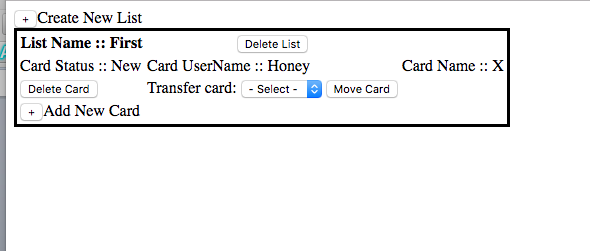 + Create New List
List Name :: First Delete List
Card Status :: New Card UserName :: Honey Card Name :: X
Delete Card Transfer card: - Select - Move Card
+ Add New Card